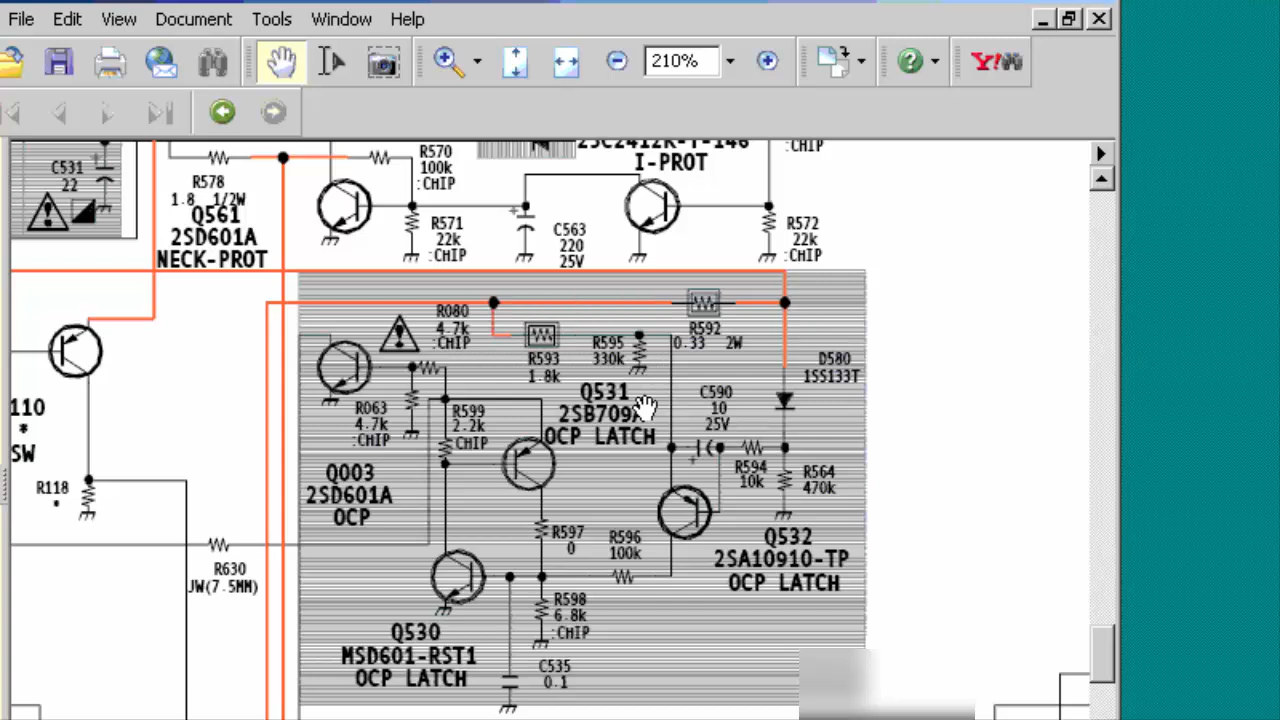 File Edit View Document Tools Window Help
210%
Y!
C531
22
R578
1.8 1/2W
Q561
2SD601A
NECK-PROT
R570
100k
:CHIP
R571
22k
:CHIP
C563
220
25V
2SC2412K-T-146
I-PROT
:CHIP
R572
22k
:CHIP
R080
4.7k
:CHIP
R592
0.33 2W
R593
1.8k
R595
330k
D580
1SS133T
Q531
2SB709A
OCP LATCH
C590
10
25V
R063
4.7k
:CHIP
R599
2.2k
CHIP
110
*
SW
R118
*
Q003
2SD601A
OCP
R594
10k
R564
470k
R597
0
R596
100k
Q532
2SA10910-TP
OCP LATCH
R630
JW(7.5MM)
R598
6.8k
:CHIP
Q530
MSD601-RST1
OCP LATCH
C535
0.1